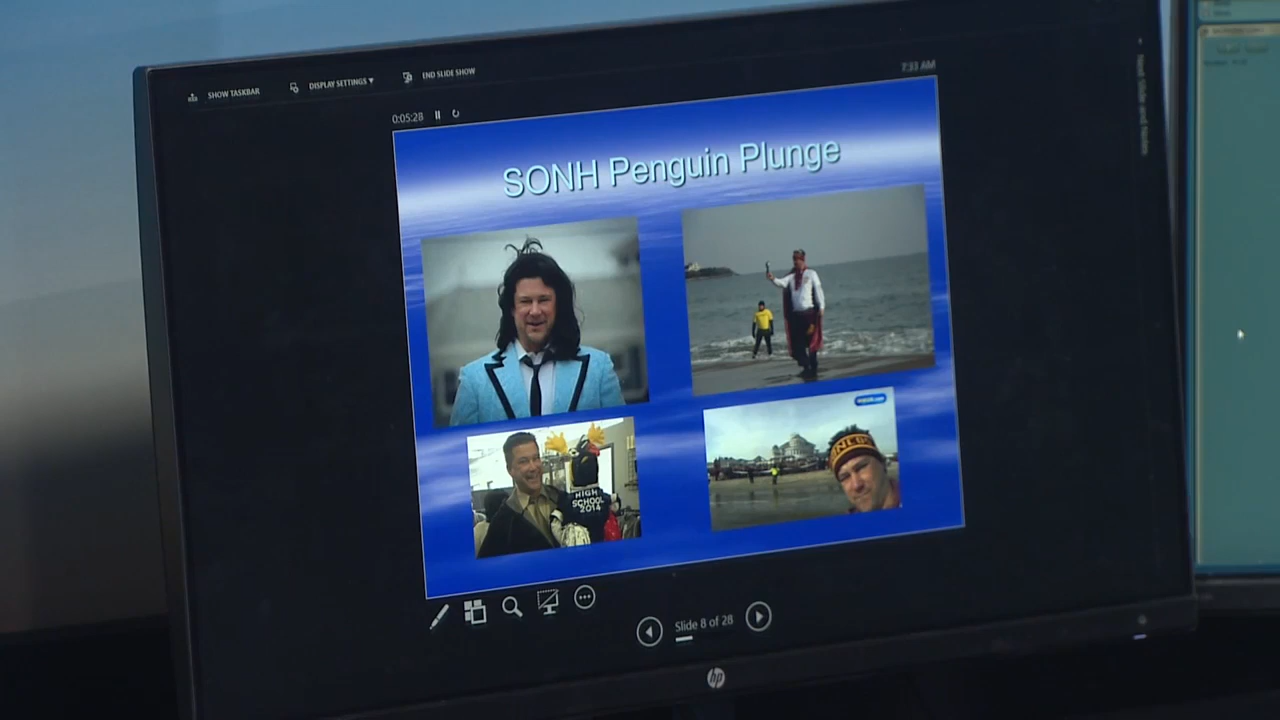 SHOW TASKBAR
DISPLAY SETTINGS ▼
END SLIDE SHOW
7:33 AM
0:05:28
SONH Penguin Plunge
HIGH
SCHOOL
2014
Slide 8 of 28
hp